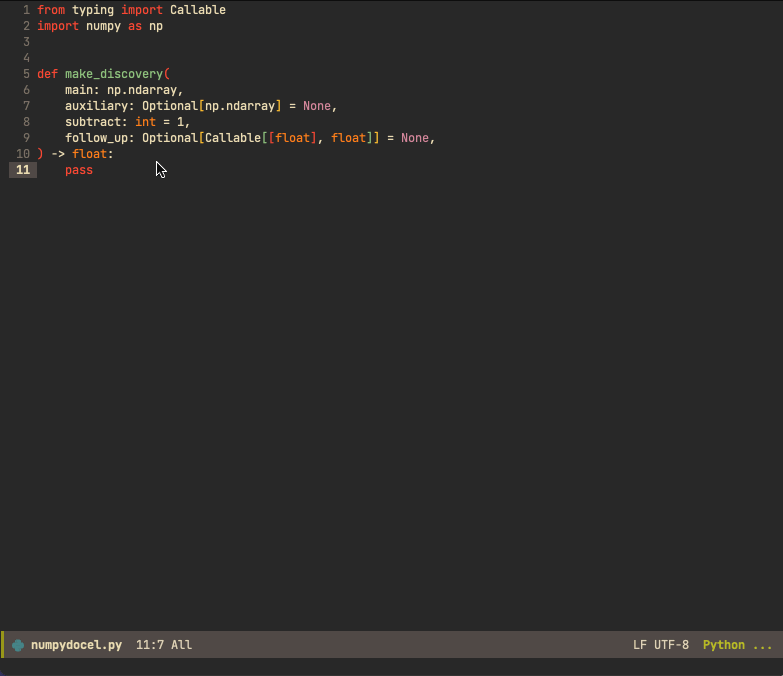 1 from typing import Callable
2 import numpy as np
3
4
5 def make_discovery(
6     main: np.ndarray,
7     auxiliary: Optional[np.ndarray] = None,
8     subtract: int = 1,
9     follow_up: Optional[Callable[[float], float]] = None,
10 ) -> float:
11     pass
numpydocel.py 11:7 All LF UTF-8 Python ...